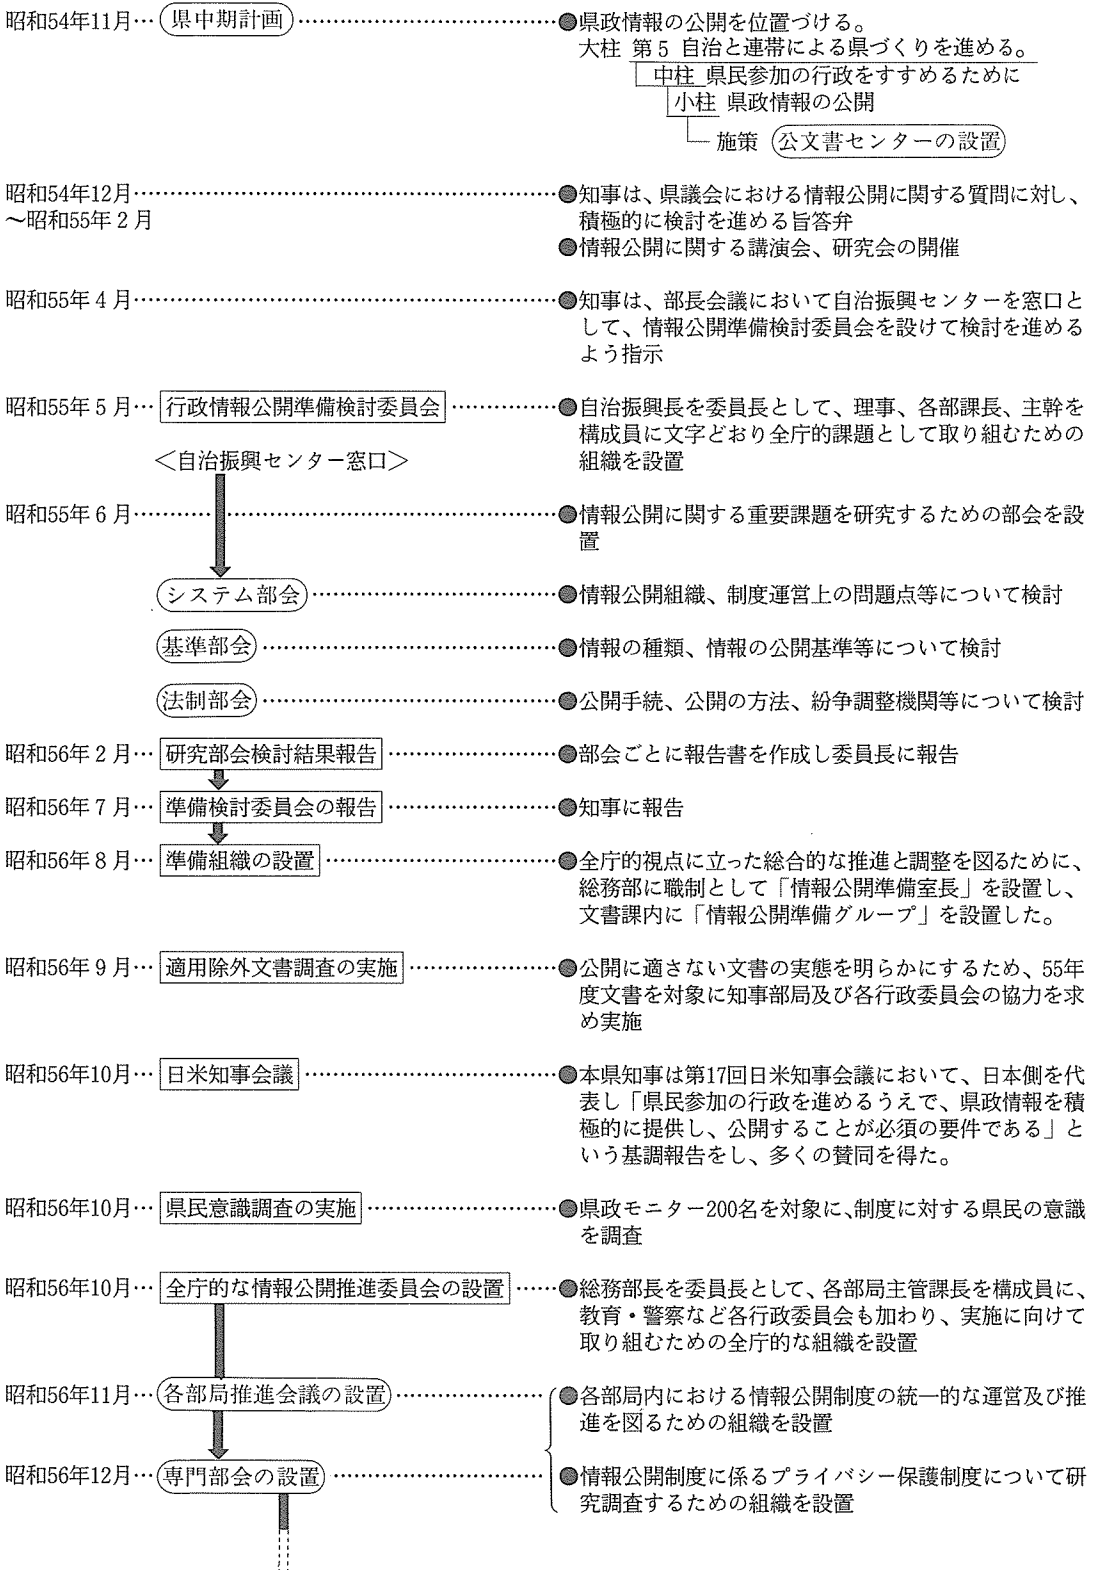 昭和54年11月…県中期計画……………………………●県政情報の公開を位置づける。
大柱 第5 自治と連帯による県づくりを進める。
中柱 県民参加の行政をすすめるために
小柱 県政情報の公開
施策 公文書センターの設置
昭和54年12月……………………………●知事は、県議会における情報公開に関する質問に対し、
～昭和55年2月 積極的に検討を進める旨答弁
●情報公開に関する講演会、研究会の開催
昭和55年4月……………………………●知事は、部長会議において自治振興センターを窓口と
して、情報公開準備検討委員会を設けて検討を進める
よう指示
昭和55年5月…行政情報公開準備検討委員会……………●自治振興長を委員長として、理事、各部課長、主幹を
構成員に文字どおり全庁的課題として取り組むための
＜自治振興センター窓口＞ 組織を設置
昭和55年6月……………………………●情報公開に関する重要課題を研究するための部会を設
置
システム部会……………………………●情報公開組織、制度運営上の問題点等について検討
基準部会……………………………●情報の種類、情報の公開基準等について検討
法制部会……………………………●公開手続、公開の方法、紛争調整機関等について検討
昭和56年2月…研究部会検討結果報告………………●部会ごとに報告書を作成し委員長に報告
昭和56年7月…準備検討委員会の報告………………●知事に報告
昭和56年8月…準備組織の設置……………………●全庁的視点に立った総合的な推進と調整を図るために、
総務部に職制として「情報公開準備室長」を設置し、
文書課内に「情報公開準備グループ」を設置した。
昭和56年9月…適用除外文書調査の実施………………●公開に適さない文書の実態を明らかにするため、55年
度文書を対象に知事部局及び各行政委員会の協力を求
め実施
昭和56年10月…日米知事会議……………………●本県知事は第17回日米知事会議において、日本側を代
表し「県民参加の行政を進めるうえで、県政情報を積
極的に提供し、公開することが必須の要件である」と
いう基調報告をし、多くの賛同を得た。
昭和56年10月…県民意識調査の実施…………………●県政モニター200名を対象に、制度に対する県民の意識
を調査
昭和56年10月…全庁的な情報公開推進委員会の設置……●総務部長を委員長として、各部局主管課長を構成員に、
教育・警察など各行政委員会も加わり、実施に向けて
取り組むための全庁的な組織を設置
昭和56年11月…各部局推進会議の設置…………………●各部局内における情報公開制度の統一的な運営及び推
進を図るための組織を設置
昭和56年12月…専門部会の設置……………………●情報公開制度に係るプライバシー保護制度について研
究調査するための組織を設置